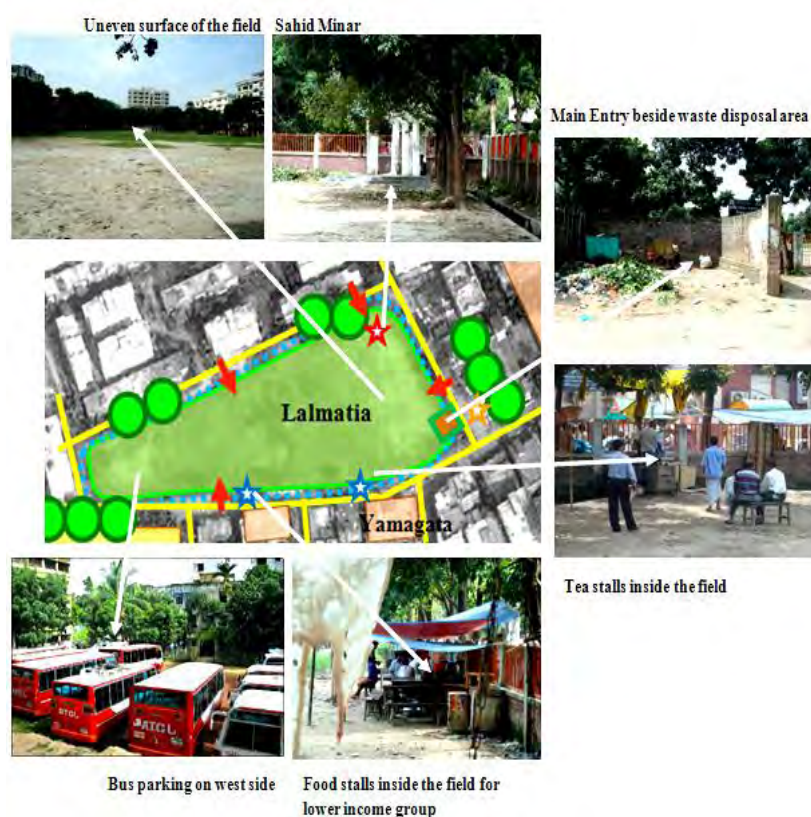 Uneven surface of the field
Sahid Minar
Main Entry beside waste disposal area
Lalmatia
Yamagata
Tea stalls inside the field
Bus parking on west side
Food stalls inside the field for
lower income group